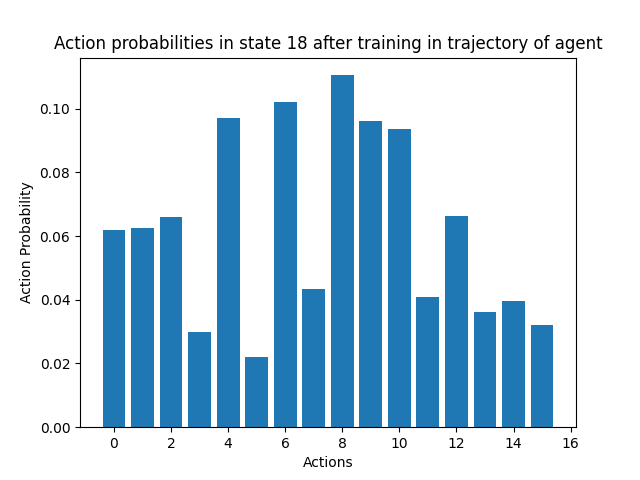 Action probabilities in state 18 after training in trajectory of agent
0.10
0.08
0.06
0.04
0.02
0.00
Action Probability
0 2 4 6 8 10 12 14 16
Actions